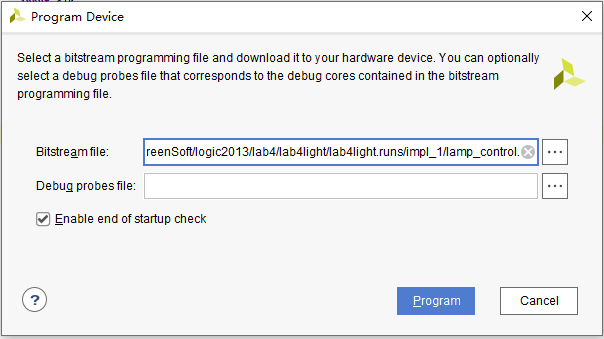 Program Device
Select a bitstream programming file and download it to your hardware device. You can optionally
select a debug probes file that corresponds to the debug cores contained in the bitstream
programming file.
Bitstream file: reenSoft/logic2013/lab4/lab4light/lab4light.runs/impl_1/lamp_control.
Debug probes file:
Enable end of startup check
?
Program
Cancel